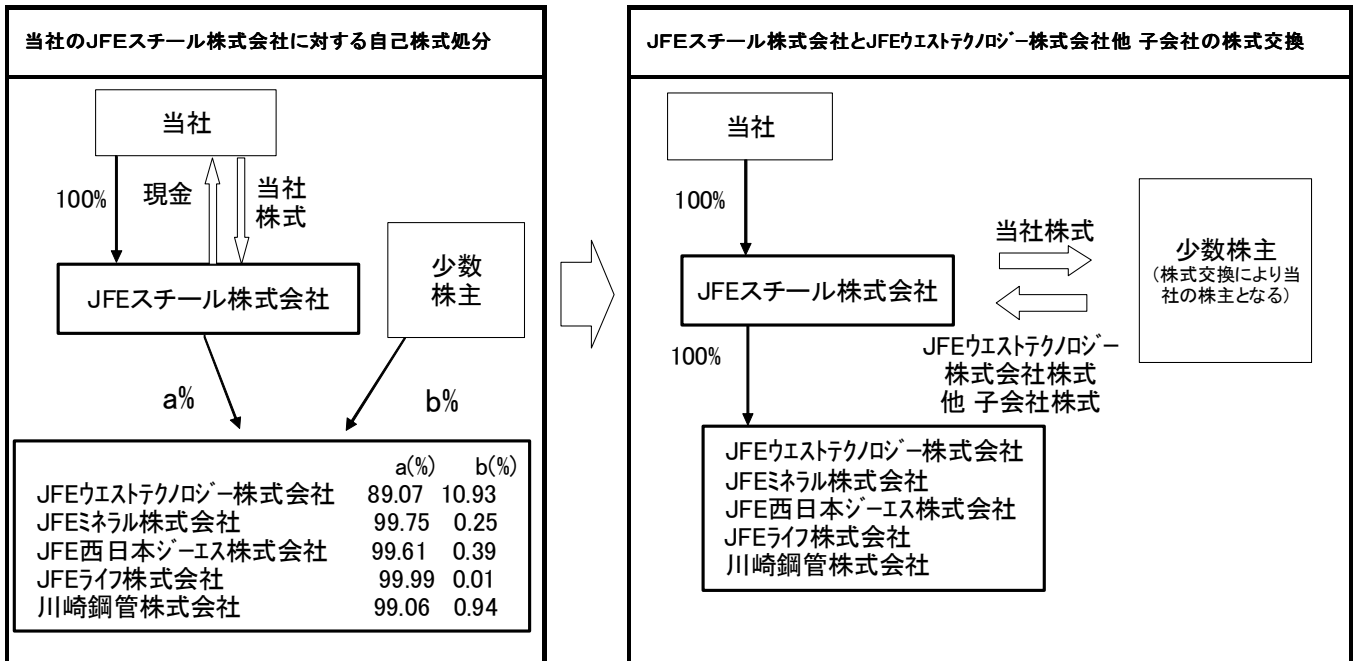 当社のJFEスチール株式会社に対する自己株式処分
当社
100%
現金
当社
株式
少数
株主
JFEスチール株式会社
a%
b%
a(%) b(%)
JFEウエストテクノロジー株式会社 89.07 10.93
JFEミネラル株式会社 99.75 0.25
JFE西日本ジーエス株式会社 99.61 0.39
JFEライフ株式会社 99.99 0.01
川崎鋼管株式会社 99.06 0.94
JFEスチール株式会社とJFEウエストテクノロジー株式会社他 子会社の株式交換
当社
100%
当社株式
少数株主
(株式交換により当
社の株主となる)
JFEスチール株式会社
100%
JFEウエストテクノロジー
株式会社株式
他 子会社株式
JFEウエストテクノロジー株式会社
JFEミネラル株式会社
JFE西日本ジーエス株式会社
JFEライフ株式会社
川崎鋼管株式会社